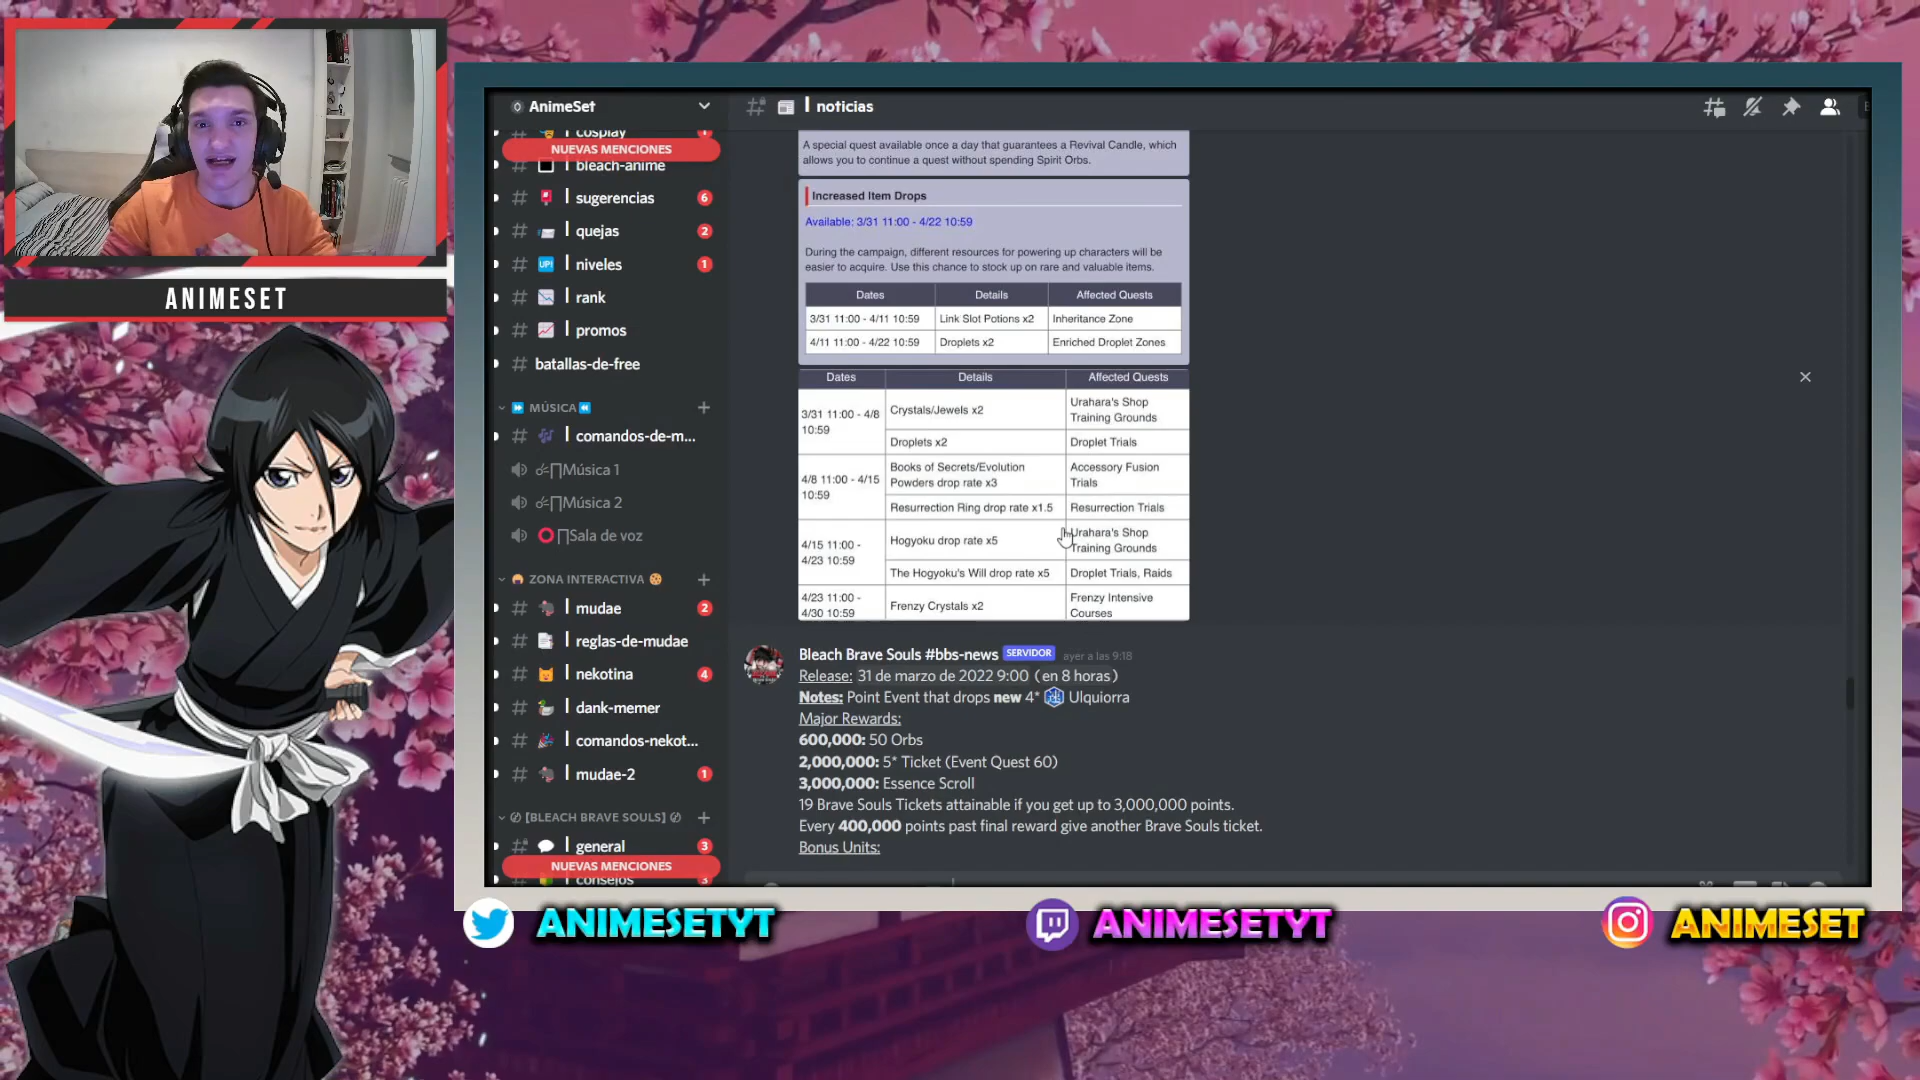 ANIMESET
AnimeSet
cosplay
NUEVAS MENCIONES
bleach-anime
sugerencias 6
quejas 2
UP! niveles 1
rank
promos
batallas-de-free
MÚSICA
comandos-de-m...
Música 1
Música 2
Sala de voz
ZONA INTERACTIVA
mudae 2
reglas-de-mudae
nekotina 4
dank-memer
comandos-nekot...
mudae-2 1
[BLEACH BRAVE SOULS]
general 3
NUEVAS MENCIONES
consejos
noticias
A special quest available once a day that guarantees a Revival Candle, which
allows you to continue a quest without spending Spirit Orbs.
Increased Item Drops
Available: 3/31 11:00 - 4/22 10:59
During the campaign, different resources for powering up characters will be
easier to acquire. Use this chance to stock up on rare and valuable items.
Dates Details Affected Quests
3/31 11:00 - 4/11 10:59 Link Slot Potions x2 Inheritance Zone
4/11 11:00 - 4/22 10:59 Droplets x2 Enriched Droplet Zones
Dates Details Affected Quests
3/31 11:00 - 4/8
10:59
Crystals/Jewels x2
Urahara's Shop
Training Grounds
Droplets x2 Droplet Trials
4/8 11:00 - 4/15
10:59
Books of Secrets/Evolution
Powders drop rate x3
Accessory Fusion
Trials
Resurrection Ring drop rate x1.5 Resurrection Trials
4/15 11:00 -
4/23 10:59
Hogyoku drop rate x5
Urahara's Shop
Training Grounds
The Hogyoku's Will drop rate x5 Droplet Trials, Raids
4/23 11:00 -
4/30 10:59
Frenzy Crystals x2
Frenzy Intensive
Courses
Bleach Brave Souls #bbs-news SERVIDOR ayer a las 9:18
Release: 31 de marzo de 2022 9:00 (en 8 horas)
Notes: Point Event that drops new 4* Ulquiorra
Major Rewards:
600,000: 50 Orbs
2,000,000: 5* Ticket (Event Quest 60)
3,000,000: Essence Scroll
19 Brave Souls Tickets attainable if you get up to 3,000,000 points.
Every 400,000 points past final reward give another Brave Souls ticket.
Bonus Units:
ANIMESETYT
ANIMESETYT
ANIMESET